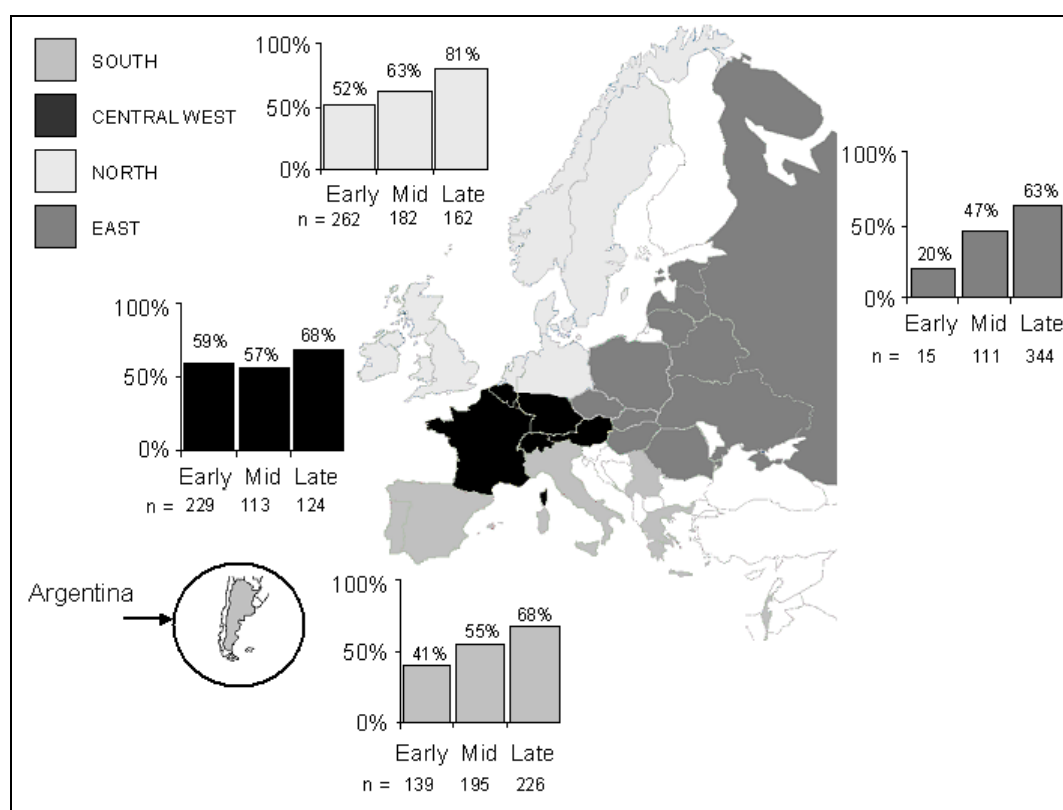 SOUTH
CENTRAL WEST
NORTH
EAST
100%
50%
0%
52%
63%
81%
Early Mid Late
n = 262 182 162
100%
50%
0%
20%
47%
63%
Early Mid Late
n = 15 111 344
100%
50%
0%
59%
57%
68%
Early Mid Late
n = 229 113 124
Argentina
100%
50%
0%
41%
55%
68%
Early Mid Late
n = 139 195 226